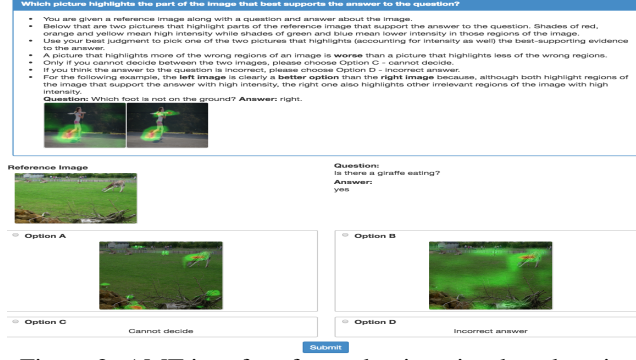 Which picture highlights the part of the image that best supports the answer to the question?
• You are given a reference image along with a question and answer about the image.
• Below are two pictures that highlight parts of the reference image that support the answer to the question. Shades of red,
orange and yellow mean high intensity while shades of green and blue mean lower intensity in those regions of the image.
• Use your best judgment to pick one of the two pictures that highlights (accounting for intensity as well) the best-supporting evidence
to the answer.
• A picture that highlights more of the wrong regions of an image is worse than a picture that highlights less of the wrong regions.
• Only if you cannot decide between the two images, please choose Option C - cannot decide.
• If you think the answer to the question is incorrect, please choose Option D - incorrect answer.
• For the following example, the left image is clearly a better option than the right image because, although both highlight regions of
the image that support the answer with high intensity, the right one also highlights other irrelevant regions of the image with high
intensity.
Question: Which foot is not on the ground? Answer: right.
Reference Image
Question:
Is there a giraffe eating?
Answer:
yes
Option A
Option B
Option C
Cannot decide
Option D
Incorrect answer
Submit